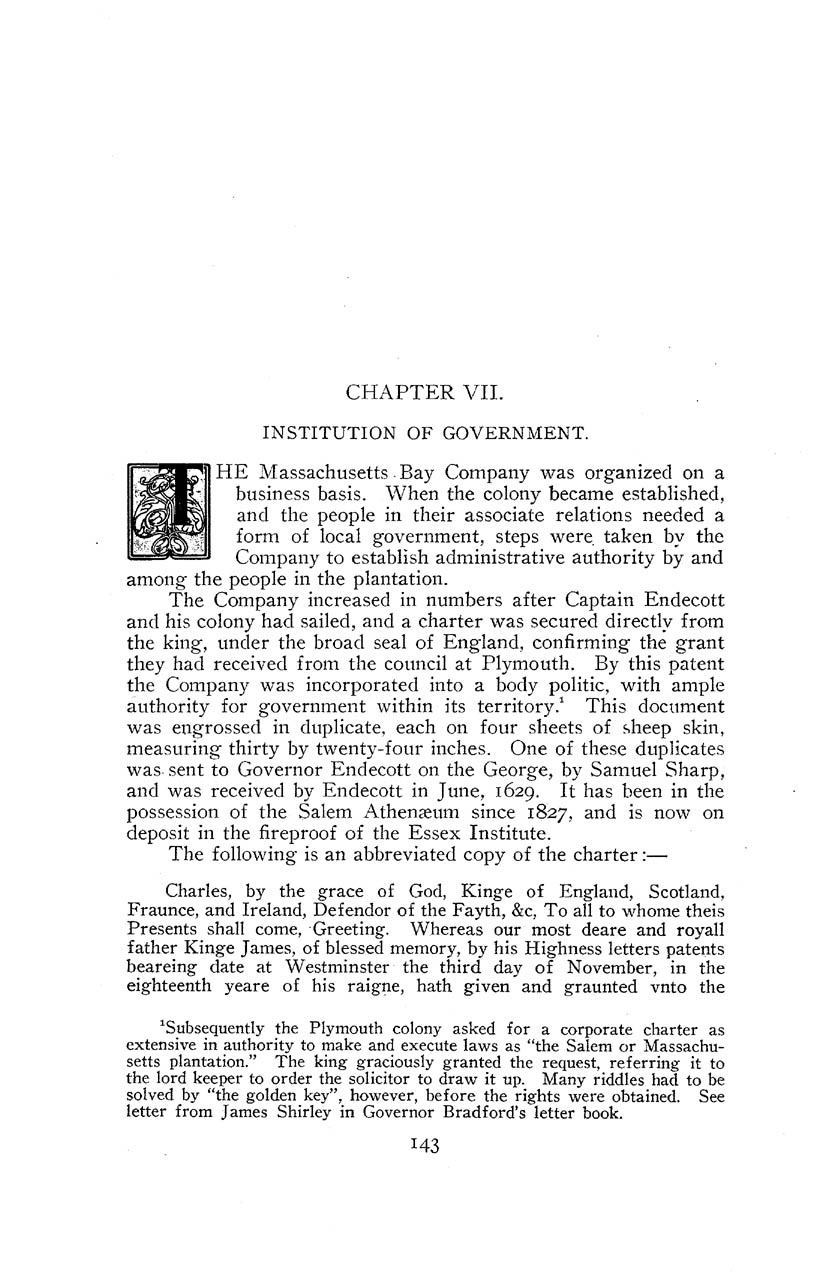 CHAPTER VII.
INSTITUTION OF GOVERNMENT.
THE Massachusetts Bay Company was organized on a
business basis. When the colony became established,
and the people in their associate relations needed a
form of local government, steps were taken by the
Company to establish administrative authority by and
among the people in the plantation.
The Company increased in numbers after Captain Endecott
and his colony had sailed, and a charter was secured directly from
the king, under the broad seal of England, confirming the grant
they had received from the council at Plymouth. By this patent
the Company was incorporated into a body politic, with ample
authority for government within its territory.¹ This document
was engrossed in duplicate, each on four sheets of sheep skin,
measuring thirty by twenty-four inches. One of these duplicates
was sent to Governor Endecott on the George, by Samuel Sharp,
and was received by Endecott in June, 1629. It has been in the
possession of the Salem Athenæum since 1827, and is now on
deposit in the fireproof of the Essex Institute.
The following is an abbreviated copy of the charter:—
Charles, by the grace of God, Kinge of England, Scotland,
Fraunce, and Ireland, Defendor of the Fayth, &c, To all to whome theis
Presents shall come, Greeting. Whereas our most deare and royall
father Kinge James, of blessed memory, by his Highness letters patents
beareing date at Westminster the third day of November, in the
eighteenth yeare of his raigne, hath given and graunted vnto the
¹Subsequently the Plymouth colony asked for a corporate charter as
extensive in authority to make and execute laws as "the Salem or Massachu-
setts plantation." The king graciously granted the request, referring it to
the lord keeper to order the solicitor to draw it up. Many riddles had to be
solved by "the golden key", however, before the rights were obtained. See
letter from James Shirley in Governor Bradford's letter book.
143